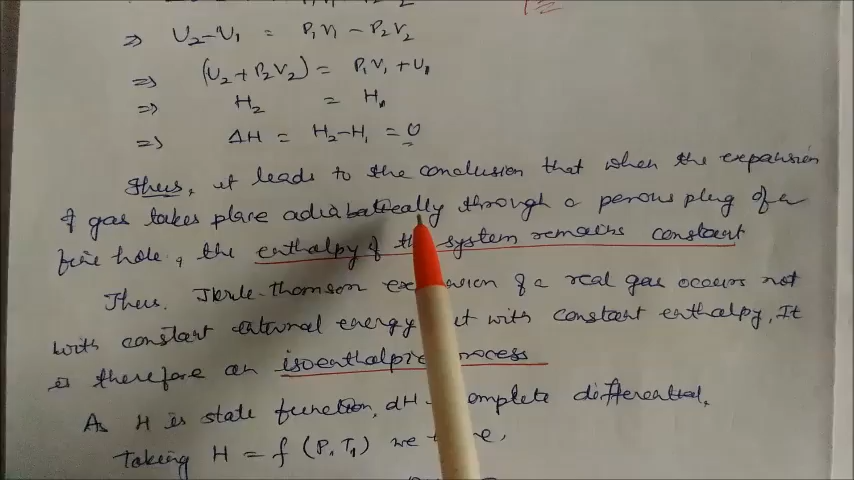 ⇒ U₂-U₁ = P₁V₁ - P₂V₂
⇒ (U₂+P₂V₂) = P₁V₁+U₁
⇒ H₂ = H₁
⇒ ΔH = H₂-H₁ = 0
Thus, it leads to the conclusion that when the expansion
of gas takes place adiabatically through a porous plug of a
fine hole, the enthalpy of the system remains constant
Thus. Joule-Thomson expansion of a real gas occurs not
with constant internal energy but with constant enthalpy, It
is therefore an isoenthalpic process
As H is state function, dH complete differential,
Taking H = f (P, T,) we have,